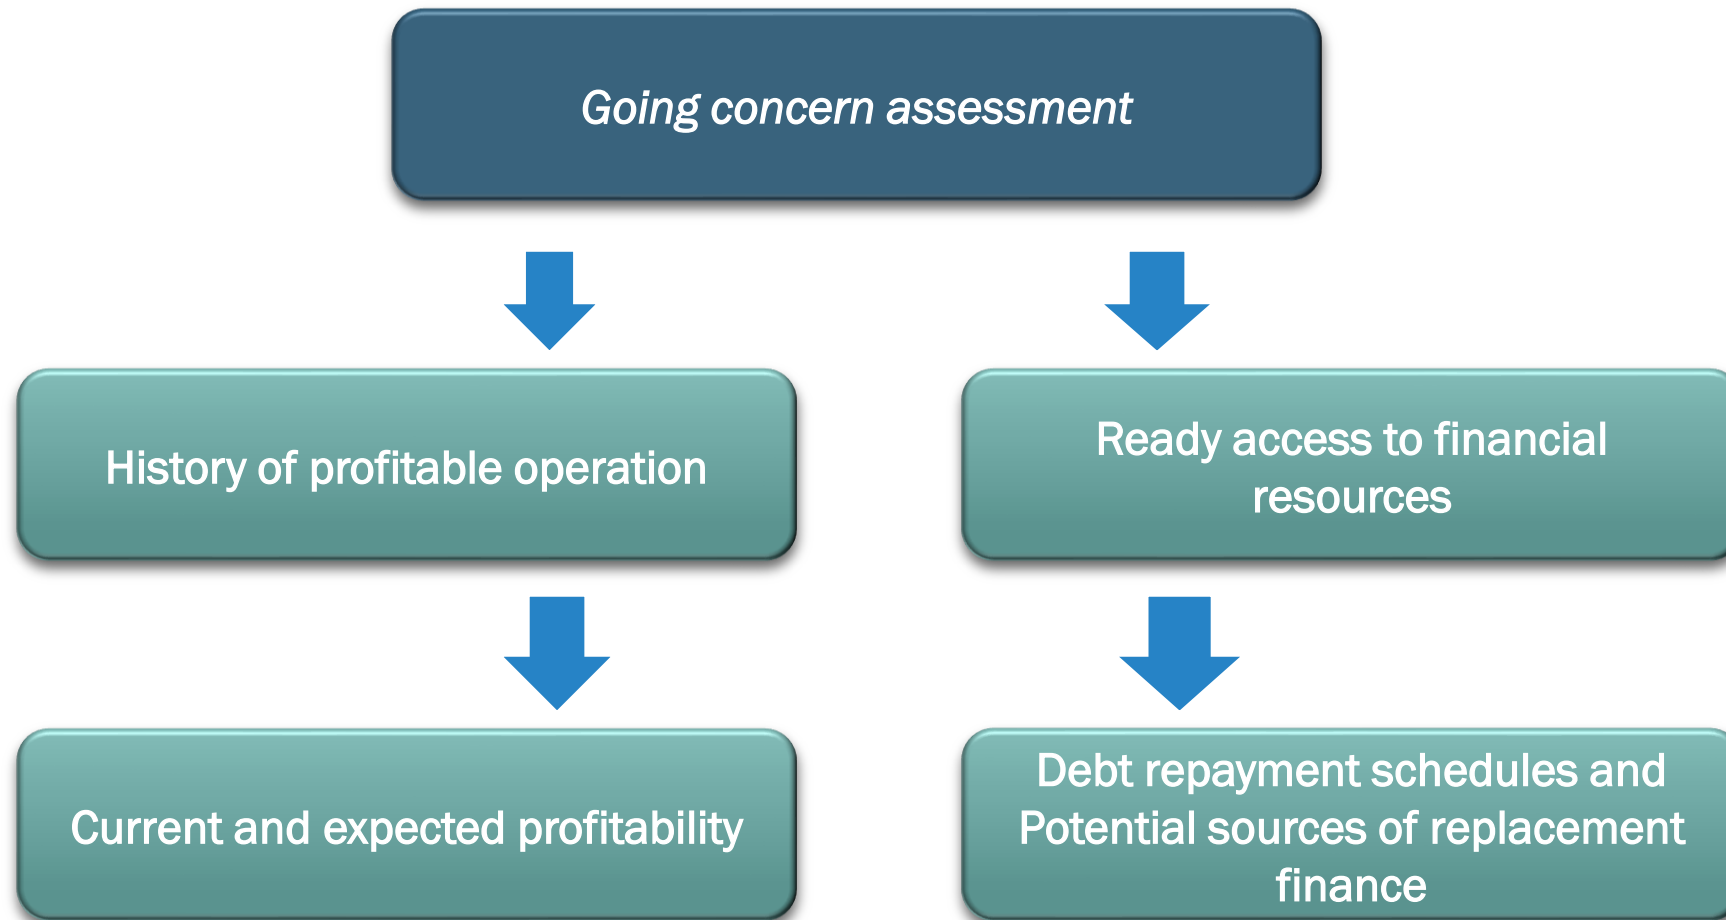 Going concern assessment
History of profitable operation
Ready access to financial
resources
Current and expected profitability
Debt repayment schedules and
Potential sources of replacement
finance